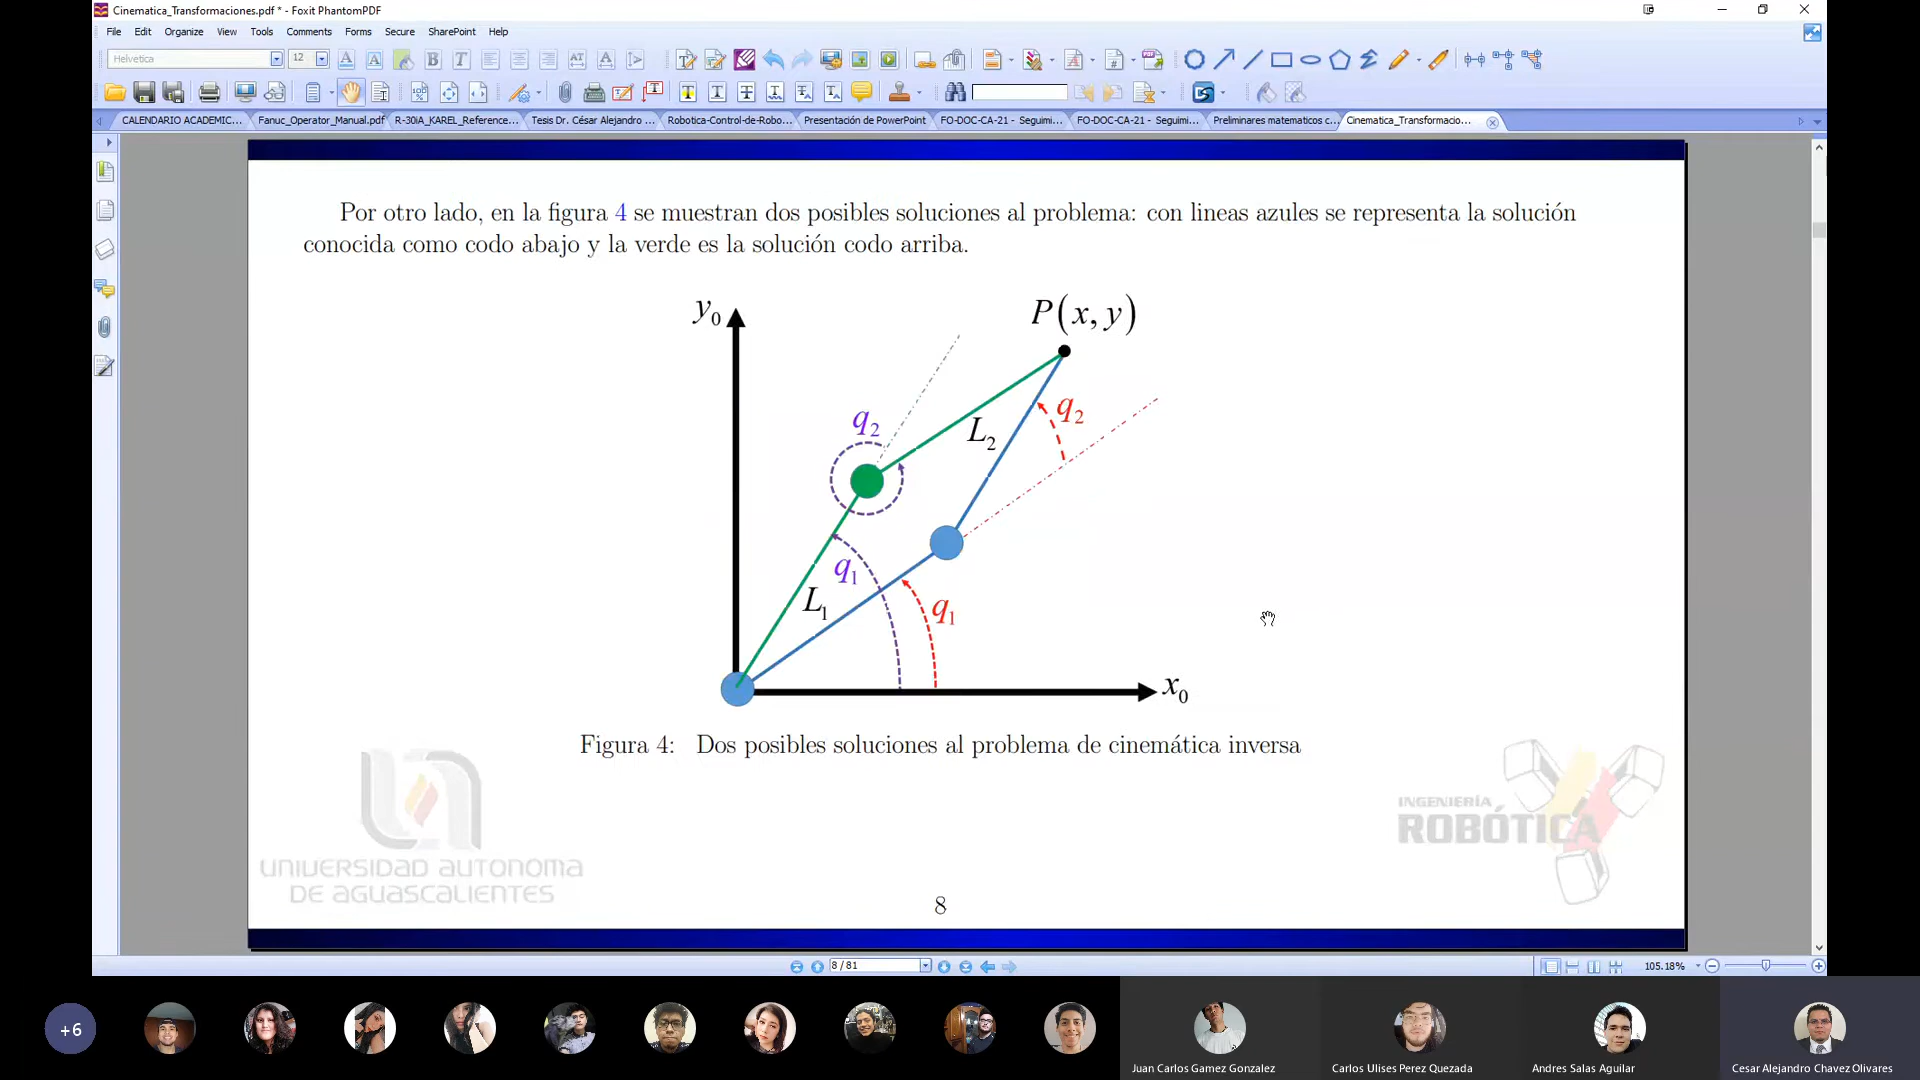 Cinematica_Transformaciones.pdf * - Foxit PhantomPDF
File Edit Organize View Tools Comments Forms Secure SharePoint Help
Helvetica 12
CALENDARIO ACADEMIC... Fanuc_Operator_Manual.pdf R-30iA_KAREL_Reference... Tesis Dr. César Alejandro ... Robotica-Control-de-Robo... Presentación de PowerPoint FO-DOC-CA-21 - Seguimi... FO-DOC-CA-21 - Seguimi... Preliminares matematicos c... Cinematica_Transformacio...
Por otro lado, en la figura 4 se muestran dos posibles soluciones al problema: con lineas azules se representa la solución
conocida como codo abajo y la verde es la solución codo arriba.
y₀
P(x, y)
q₂
q₂
L₂
q₁
L₁
q₁
x₀
Figura 4: Dos posibles soluciones al problema de cinemática inversa
UNIVERSIDAD AUTONOMA
DE AGUASCALIENTES
INGENIERÍA
ROBÓTICA
8
8 / 81
105.18%
+6
Juan Carlos Gamez Gonzalez
Carlos Ulises Perez Quezada
Andres Salas Aguilar
Cesar Alejandro Chavez Olivares